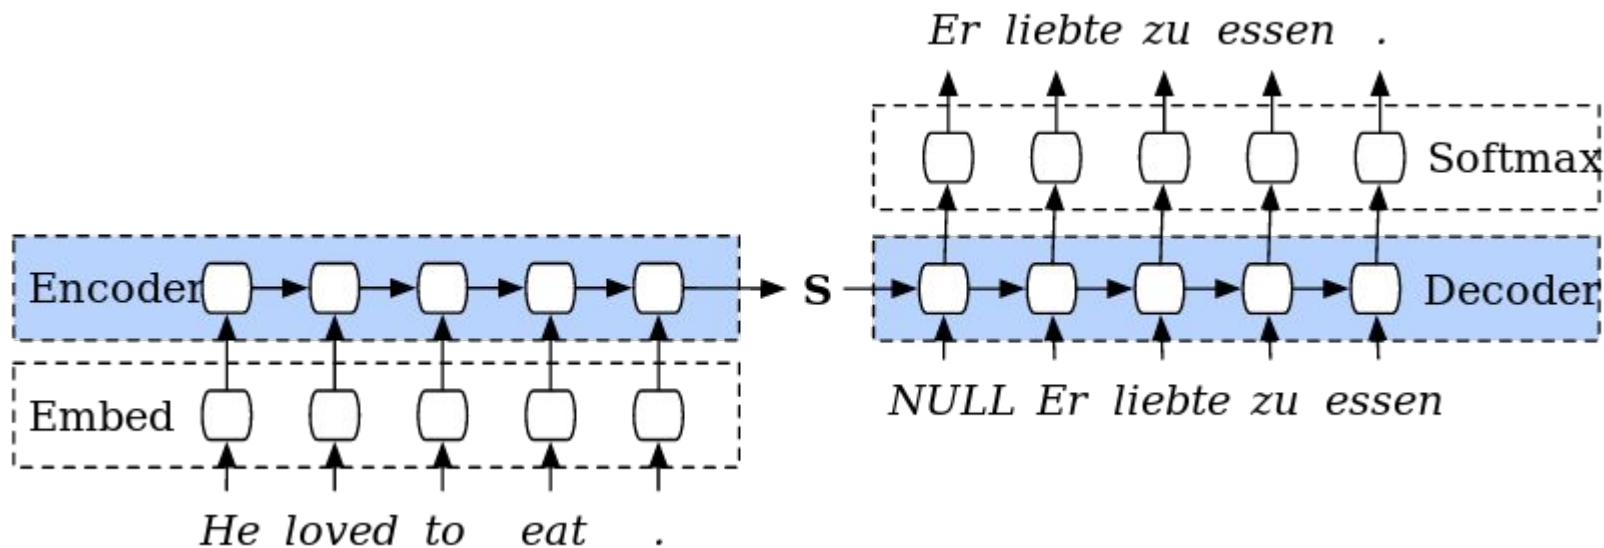 Er liebte zu essen .
Softmax
Encoder
S
Decoder
NULL Er liebte zu essen
Embed
He loved to eat .